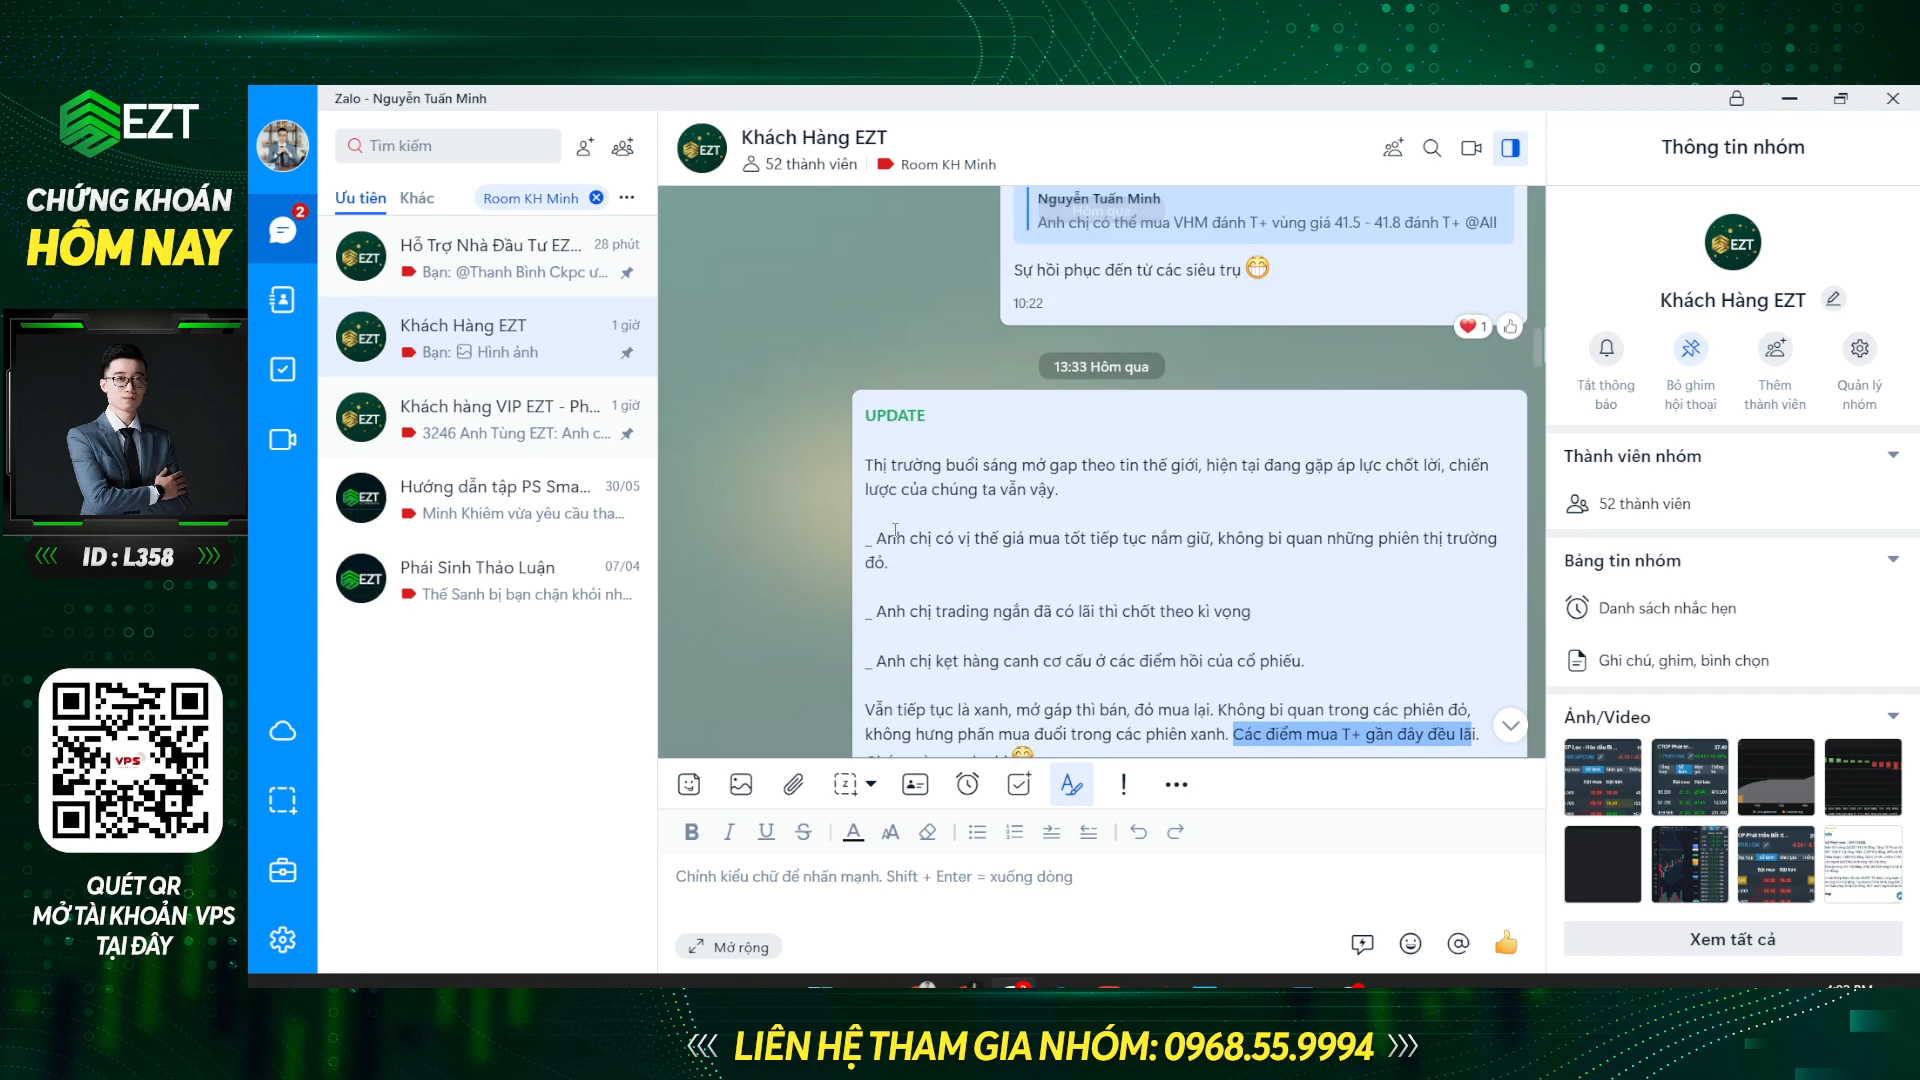 EZT
CHỨNG KHOÁN
HÔM NAY
ID : L358
VPS
QUÉT QR
MỞ TÀI KHOẢN VPS
TẠI ĐÂY
Zalo - Nguyễn Tuấn Minh
2
Tìm kiếm
Ưu tiên Khác Room KH Minh
Hỗ Trợ Nhà Đầu Tư EZ... 28 phút
Bạn: @Thanh Bình Ckpc ư...
Khách Hàng EZT 1 giờ
Bạn: Hình ảnh
Khách hàng VIP EZT - Ph... 1 giờ
3246 Anh Tùng EZT: Anh c...
Hướng dẫn tập PS Sma... 30/05
Minh Khiêm vừa yêu cầu tha...
Phái Sinh Thảo Luận 07/04
Thế Sanh bị bạn chặn khỏi nh...
Khách Hàng EZT
52 thành viên Room KH Minh
Nguyễn Tuấn Minh
Hôm qua
Anh chị có thể mua VHM đánh T+ vùng giá 41.5 - 41.8 đánh T+ @All
Sự hồi phục đến từ các siêu trụ
10:22
1
13:33 Hôm qua
UPDATE
Thị trường buổi sáng mở gap theo tin thế giới, hiện tại đang gặp áp lực chốt lời, chiến
lược của chúng ta vẫn vậy.
_ Anh chị có vị thế giá mua tốt tiếp tục nắm giữ, không bi quan những phiên thị trường
đỏ.
_ Anh chị trading ngắn đã có lãi thì chốt theo kì vọng
_ Anh chị kẹt hàng canh cơ cấu ở các điểm hồi của cổ phiếu.
Vẫn tiếp tục là xanh, mở gáp thì bán, đỏ mua lại. Không bi quan trong các phiên đỏ,
không hưng phấn mua đuổi trong các phiên xanh. Các điểm mua T+ gần đây đều lãi.
Chỉnh kiểu chữ để nhấn mạnh. Shift + Enter = xuống dòng
Mở rộng
Thông tin nhóm
EZT
Khách Hàng EZT
Tắt thông
báo
Bỏ ghim
hội thoại
Thêm
thành viên
Quản lý
nhóm
Thành viên nhóm
52 thành viên
Bảng tin nhóm
Danh sách nhắc hẹn
Ghi chú, ghim, bình chọn
Ảnh/Video
Xem tất cả
LIÊN HỆ THAM GIA NHÓM: 0968.55.9994